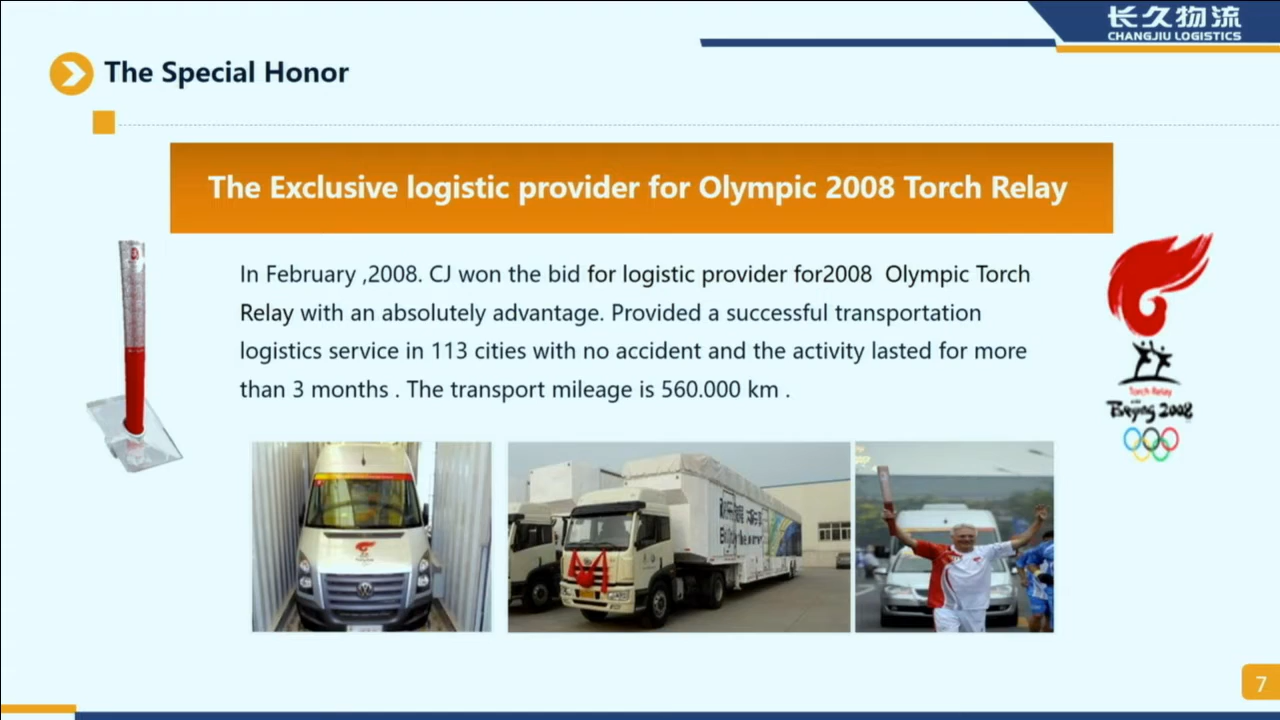 长久物流
CHANGJIU LOGISTICS
The Special Honor
The Exclusive logistic provider for Olympic 2008 Torch Relay
In February ,2008. CJ won the bid for logistic provider for2008 Olympic Torch
Relay with an absolutely advantage. Provided a successful transportation
logistics service in 113 cities with no accident and the activity lasted for more
than 3 months . The transport mileage is 560.000 km .
Torch Relay
Beijing 2008
7